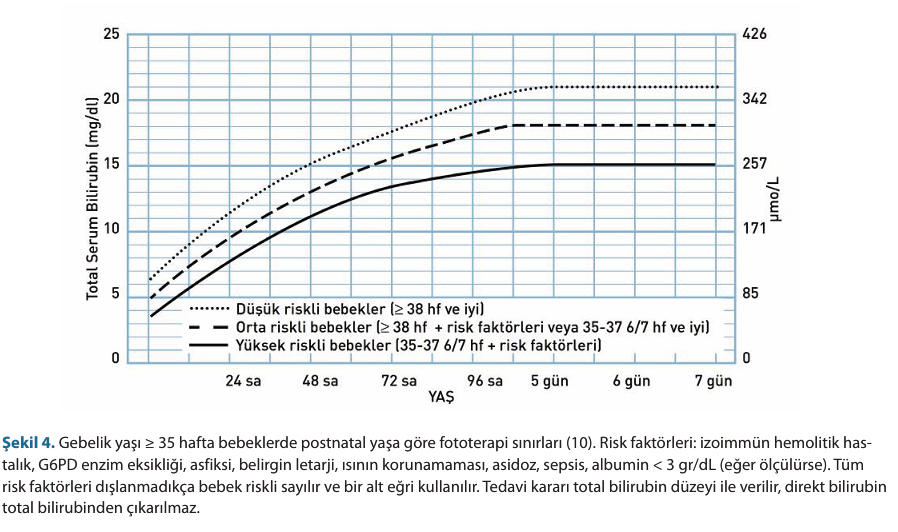 25
20
15
10
5
0
Total Serum Bilirubin (mg/dl)
426
342
257
171
85
0
µmo/L
........ Düşük riskli bebekler (≥ 38 hf ve iyi)
— — Orta riskli bebekler (≥ 38 hf + risk faktörleri veya 35-37 6/7 hf ve iyi)
—— Yüksek riskli bebekler (35-37 6/7 hf + risk faktörleri)
24 sa 48 sa 72 sa 96 sa 5 gün 6 gün 7 gün
YAŞ
Şekil 4. Gebelik yaşı ≥ 35 hafta bebeklerde postnatal yaşa göre fototerapi sınırları (10). Risk faktörleri: izoimmün hemolitik has-
talık, G6PD enzim eksikliği, asfiksi, belirgin letarji, ısının korunamaması, asidoz, sepsis, albumin < 3 gr/dL (eğer ölçülürse). Tüm
risk faktörleri dışlanmadıkça bebek riskli sayılır ve bir alt eğri kullanılır. Tedavi kararı total bilirubin düzeyi ile verilir, direkt bilirubin
total bilirubinden çıkarılmaz.